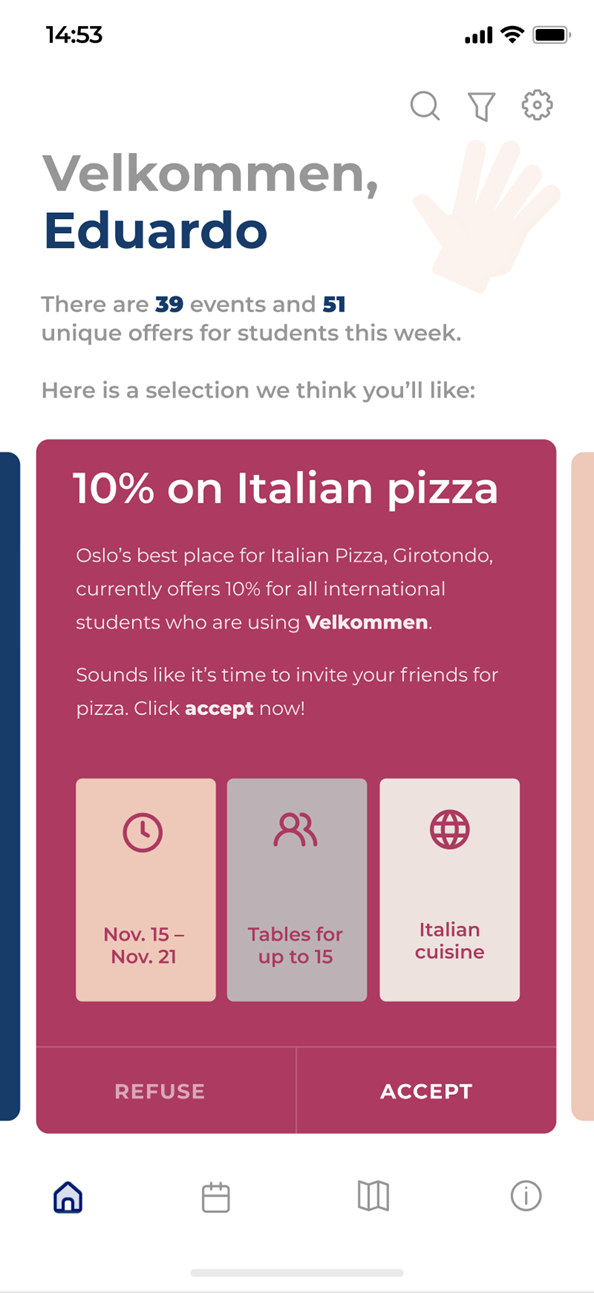 14:53
Velkommen,
Eduardo
There are 39 events and 51
unique offers for students this week.
Here is a selection we think you’ll like:
10% on Italian pizza
Oslo’s best place for Italian Pizza, Girotondo,
currently offers 10% for all international
students who are using Velkommen.
Sounds like it’s time to invite your friends for
pizza. Click accept now!
Nov. 15 –
Nov. 21
Tables for
up to 15
Italian
cuisine
REFUSE
ACCEPT